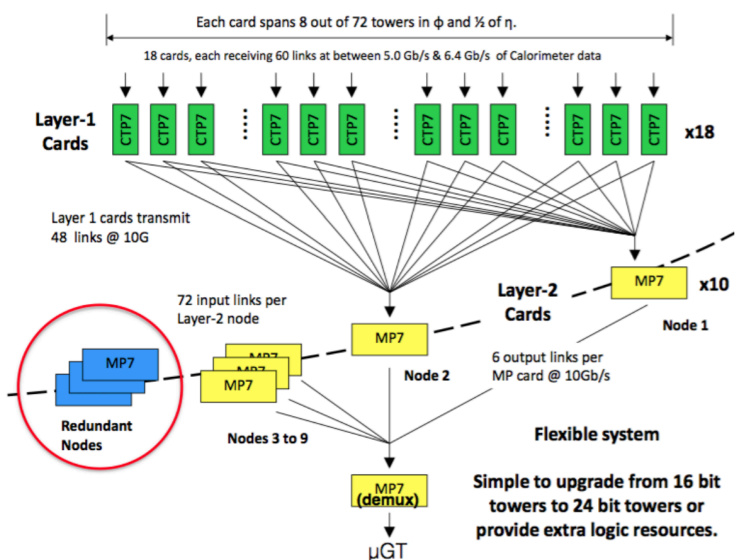 Each card spans 8 out of 72 towers in ϕ and ½ of η.
18 cards, each receiving 60 links at between 5.0 Gb/s & 6.4 Gb/s of Calorimeter data
Layer-1
Cards
CTP7
CTP7
CTP7
CTP7
CTP7
CTP7
CTP7
CTP7
CTP7
CTP7
CTP7
CTP7
x18
Layer 1 cards transmit
48 links @ 10G
MP7
x10
Layer-2
Cards
Node 1
72 input links per
Layer-2 node
MP7
Node 2
6 output links per
MP card @ 10Gb/s
MP7
Redundant
Nodes
MP7
Nodes 3 to 9
Flexible system
Simple to upgrade from 16 bit
towers to 24 bit towers or
provide extra logic resources.
MP7
(demux)
μGT